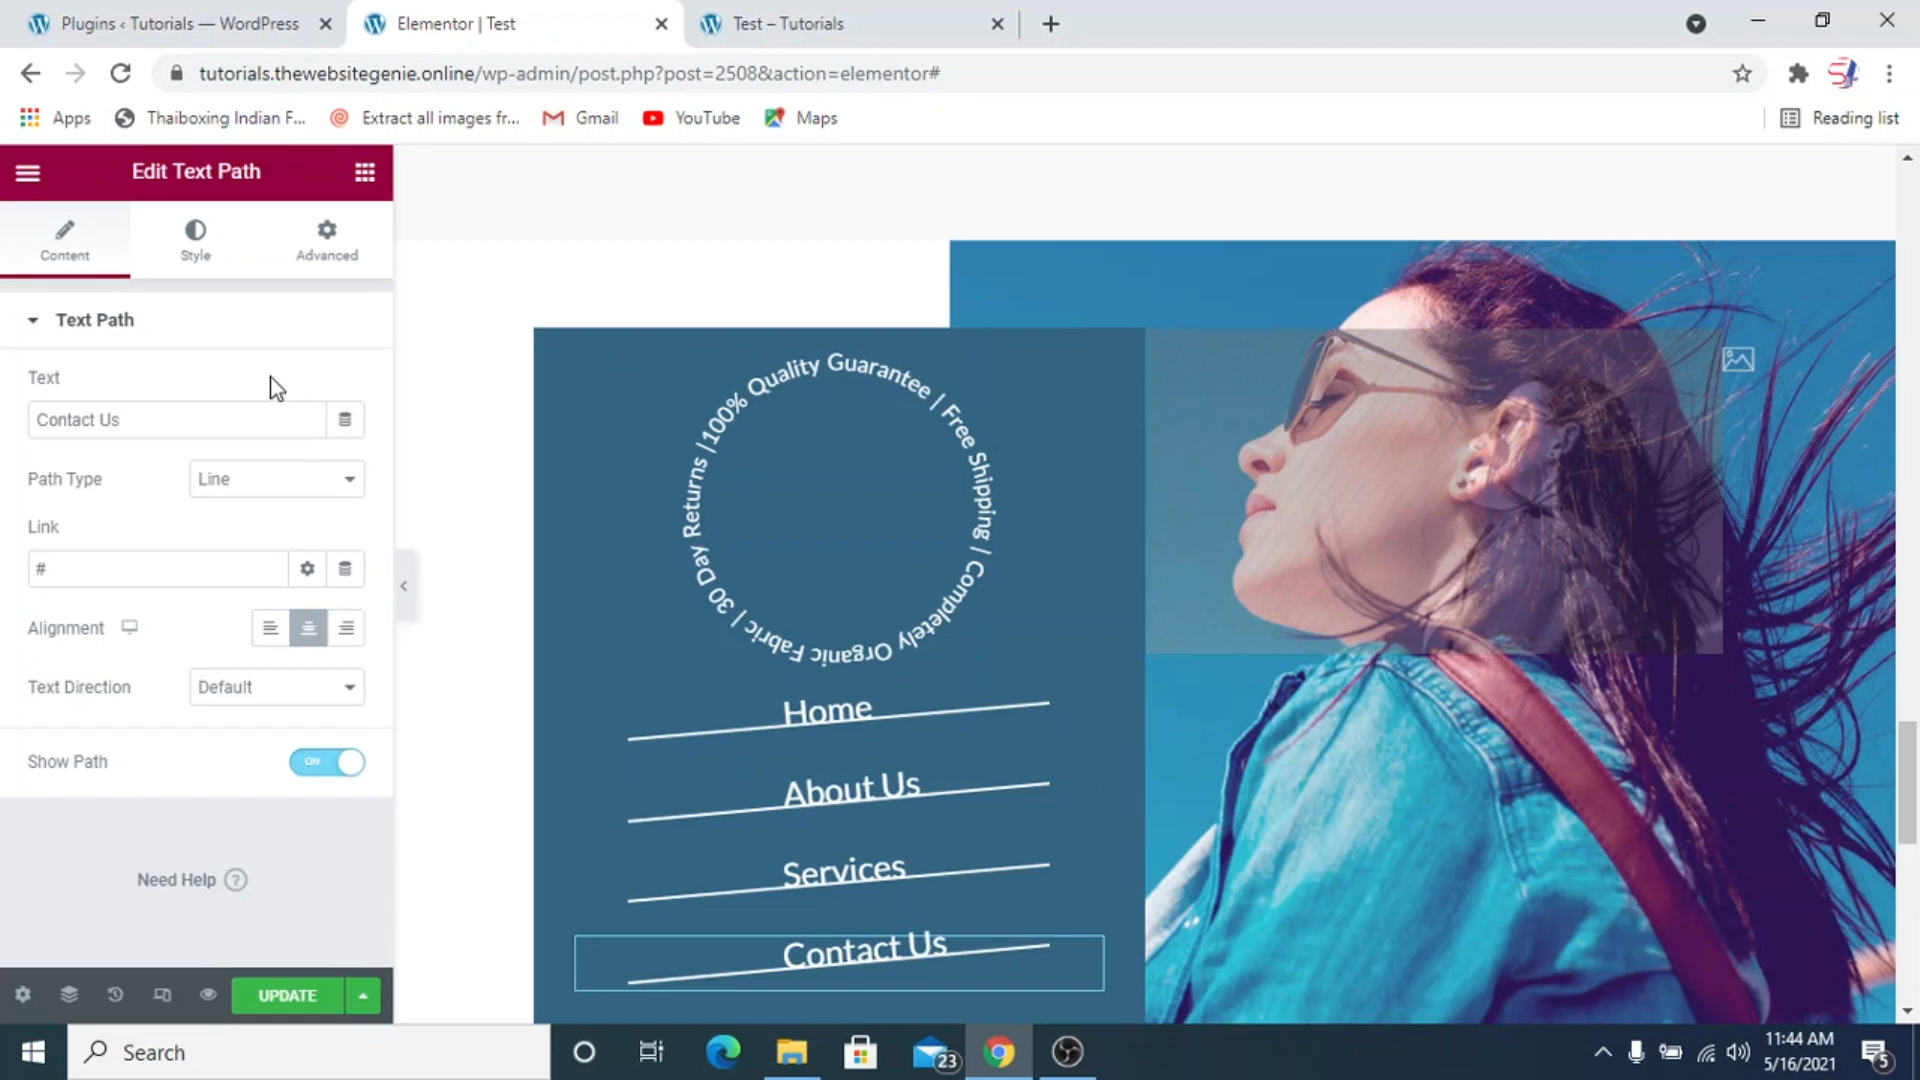 Plugins ‹ Tutorials — WordPress
Elementor | Test
Test – Tutorials
tutorials.thewebsitegenie.online/wp-admin/post.php?post=2508&action=elementor#
Apps
Thaiboxing Indian F...
Extract all images fr...
Gmail
YouTube
Maps
Reading list
Edit Text Path
Content
Style
Advanced
Text Path
Text
Contact Us
Path Type
Line
Link
#
Alignment
Text Direction
Default
Show Path
ON
Need Help ?
UPDATE
100% Quality Guarantee | Free Shipping | Completely Organic Fabric | 30 Day Returns |
Home
About Us
Services
Contact Us
Search
23
11:44 AM
5/16/2021
5